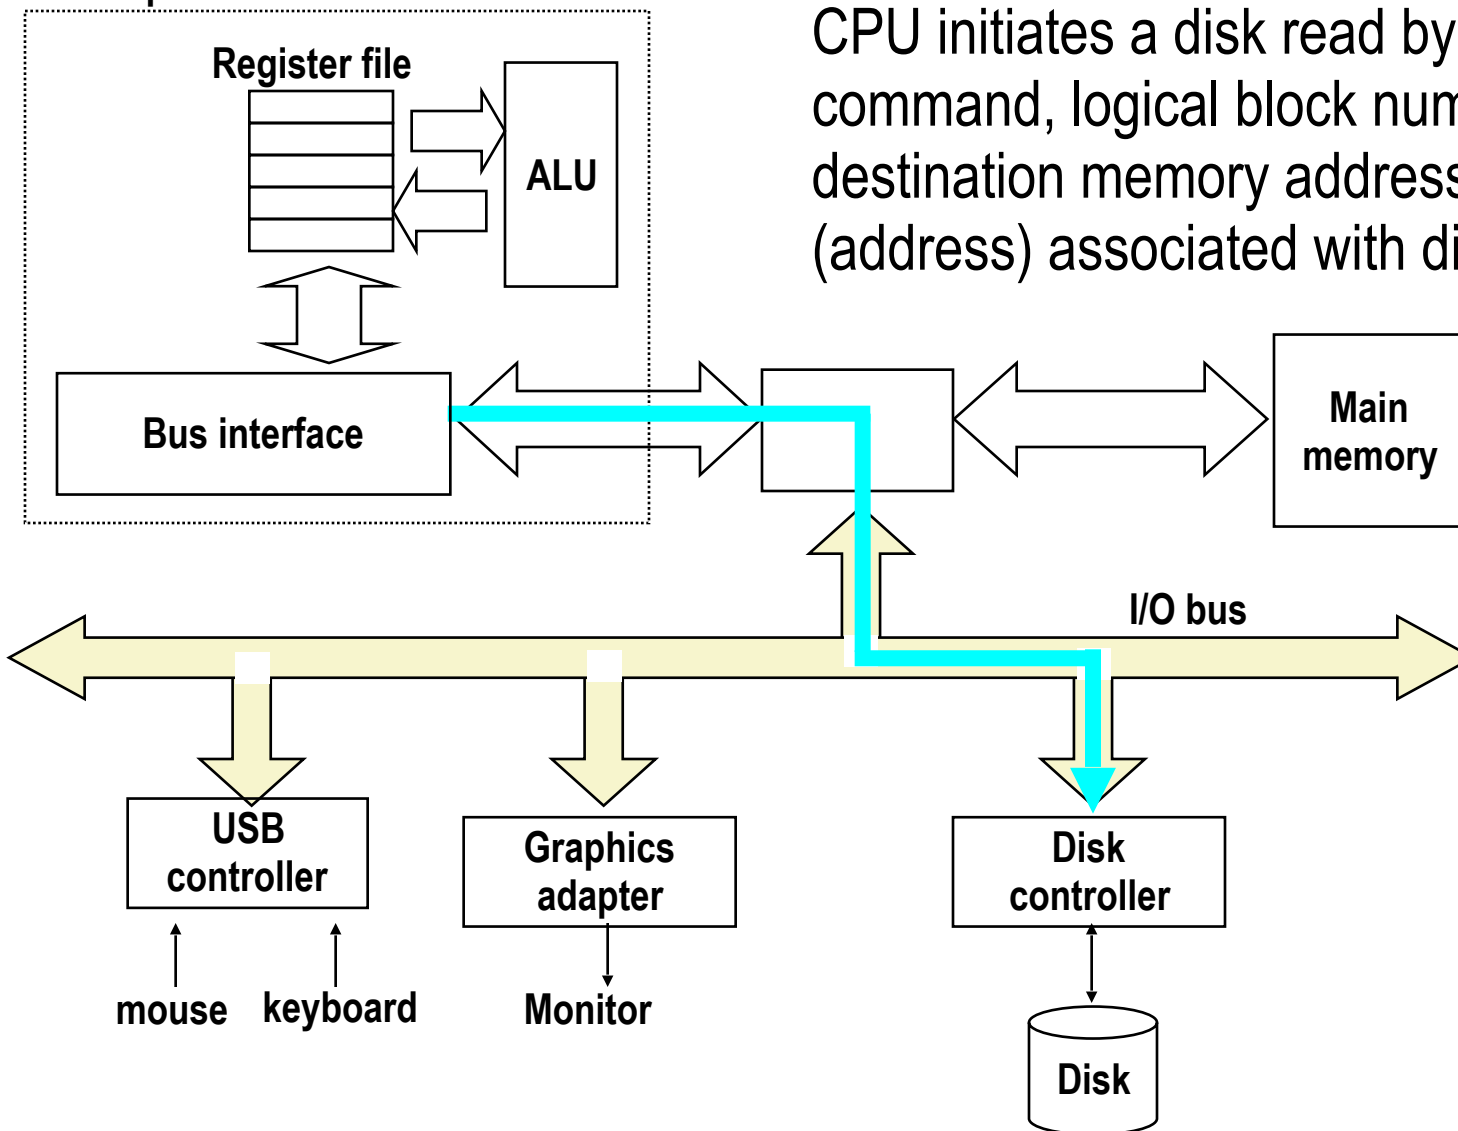 CPU initiates a disk read by
command, logical block num
destination memory address
(address) associated with di
Register file
ALU
Bus interface
Main
memory
I/O bus
USB
controller
Graphics
adapter
Disk
controller
mouse
keyboard
Monitor
Disk